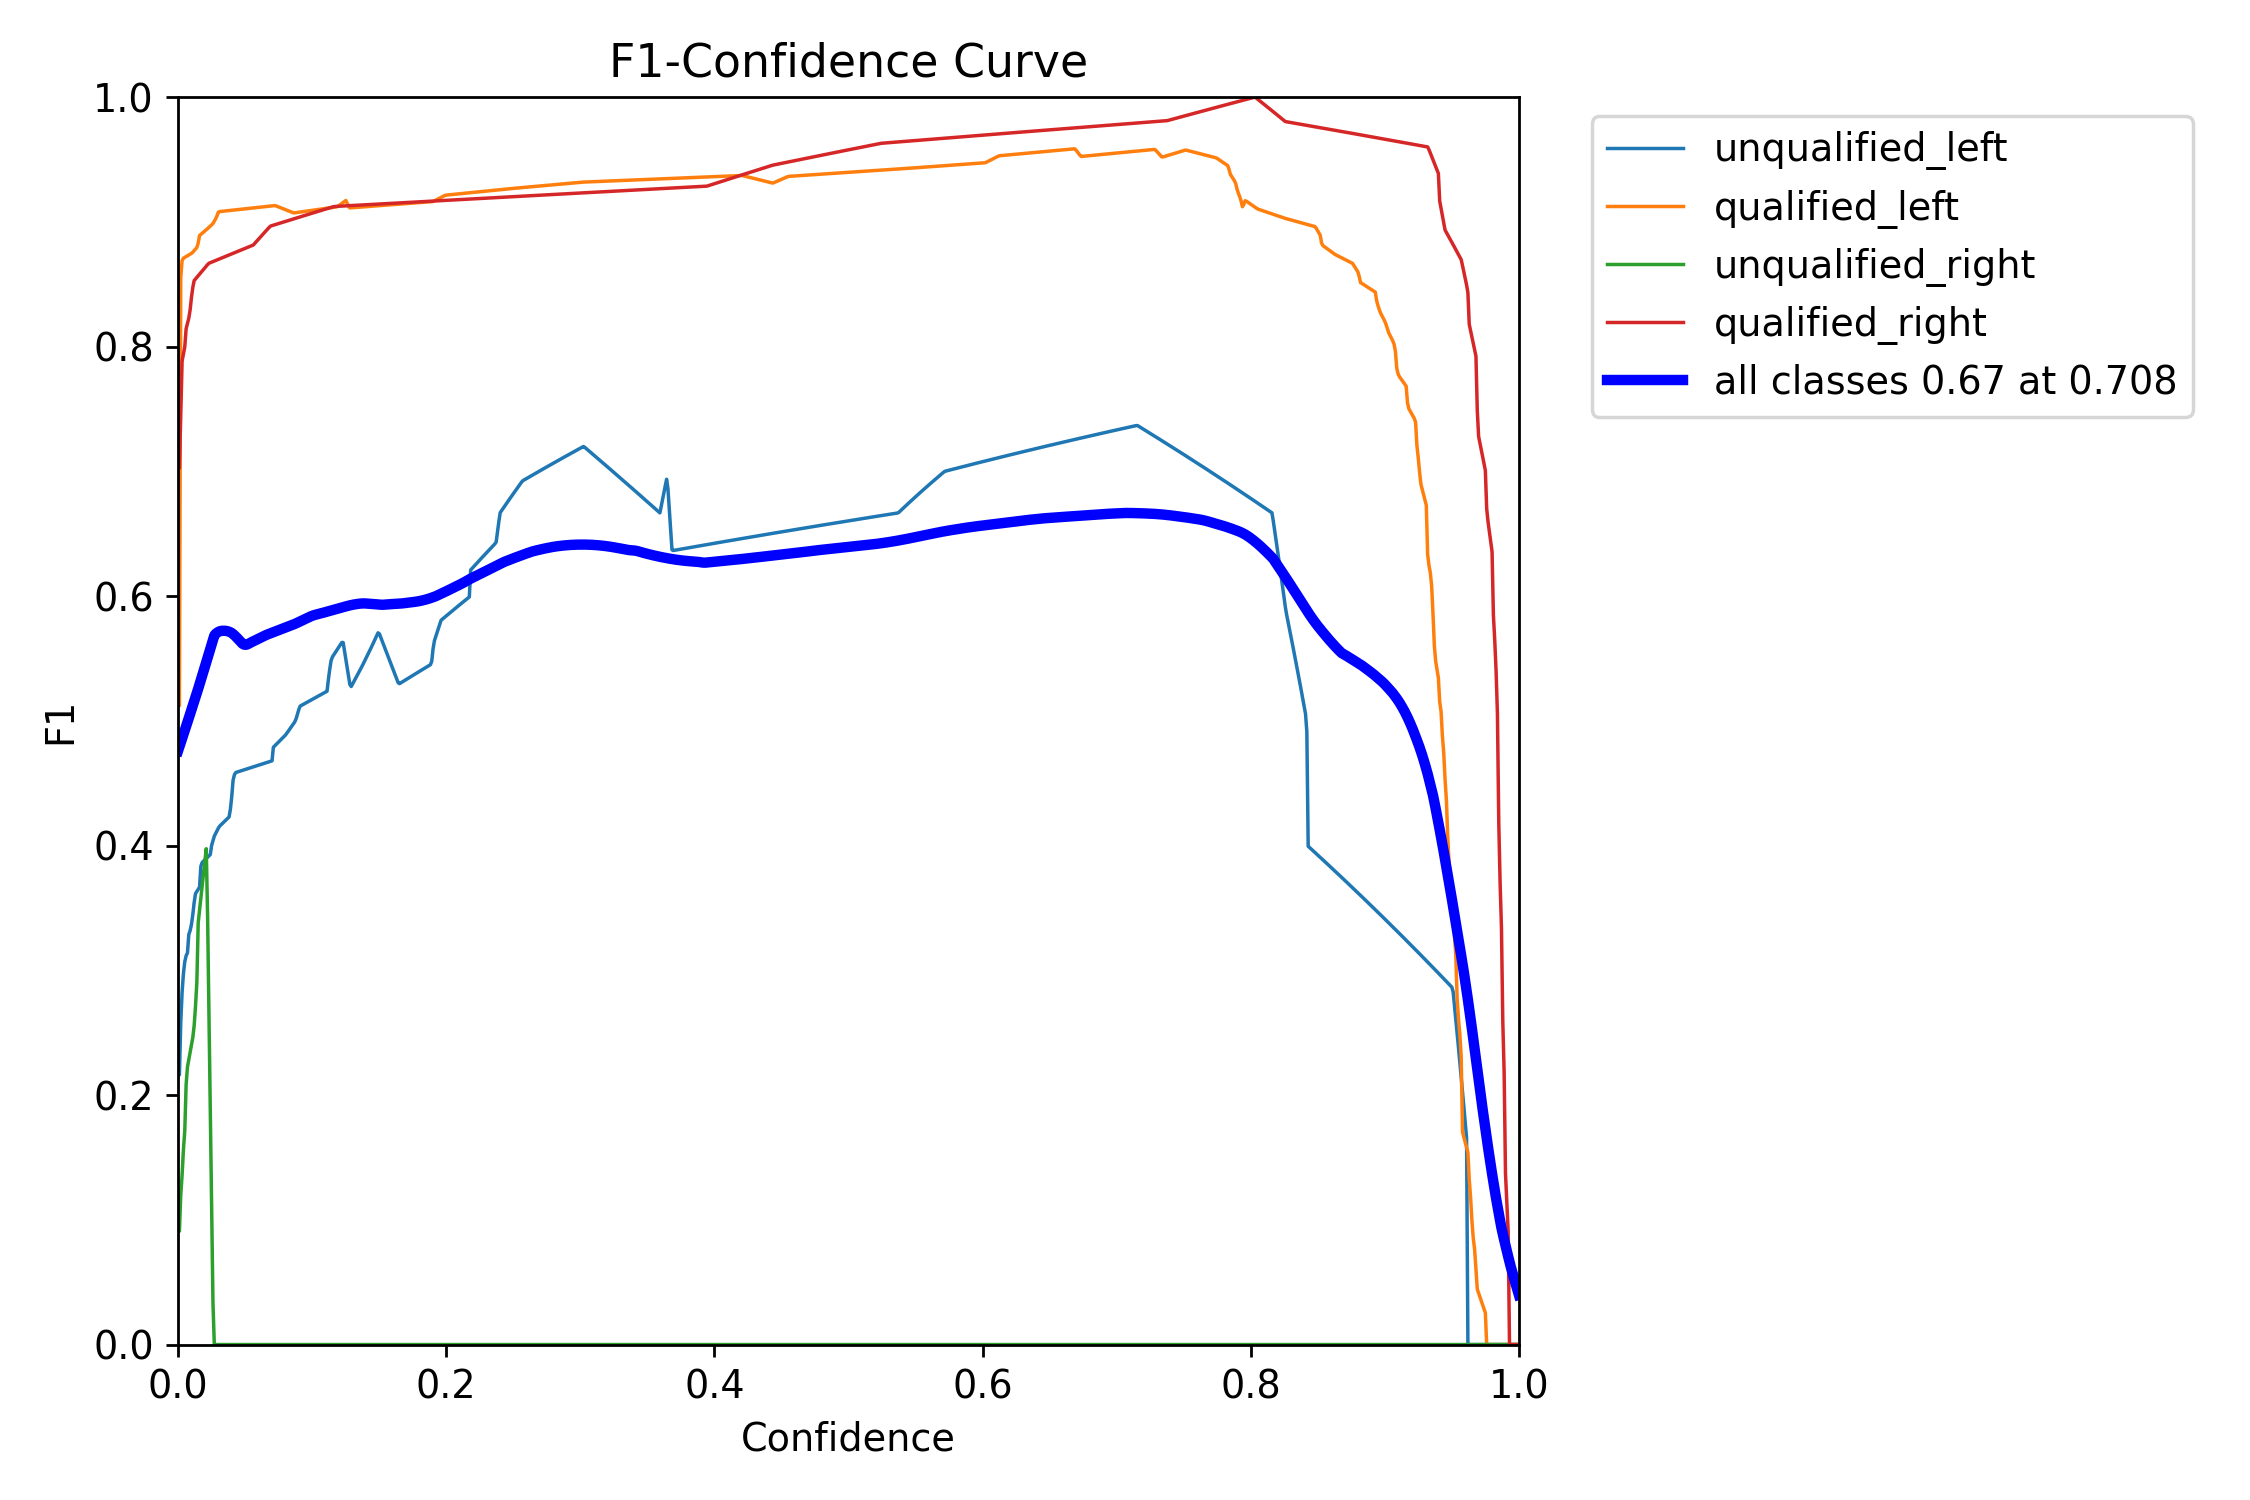 F1-Confidence Curve
1.0
0.8
0.6
0.4
0.2
0.0
F1
0.0 0.2 0.4 0.6 0.8 1.0
Confidence
unqualified_left
qualified_left
unqualified_right
qualified_right
all classes 0.67 at 0.708